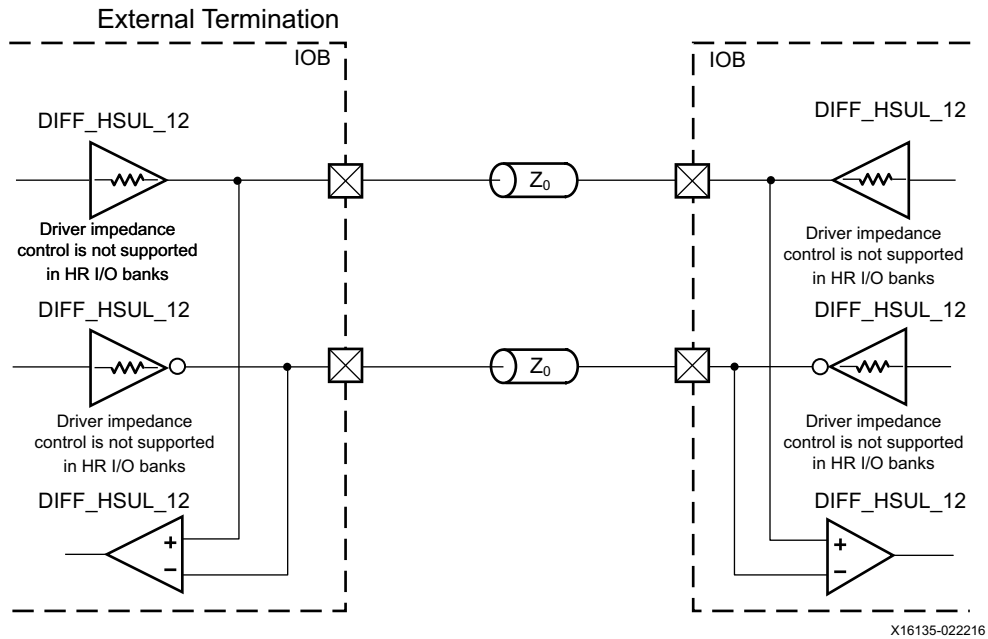 External Termination
IOB
IOB
DIFF_HSUL_12
DIFF_HSUL_12
Z0
Driver impedance
control is not supported
in HR I/O banks
Driver impedance
control is not supported
in HR I/O banks
DIFF_HSUL_12
DIFF_HSUL_12
Z0
Driver impedance
control is not supported
in HR I/O banks
Driver impedance
control is not supported
in HR I/O banks
DIFF_HSUL_12
DIFF_HSUL_12
+
–
+
–
X16135-022216